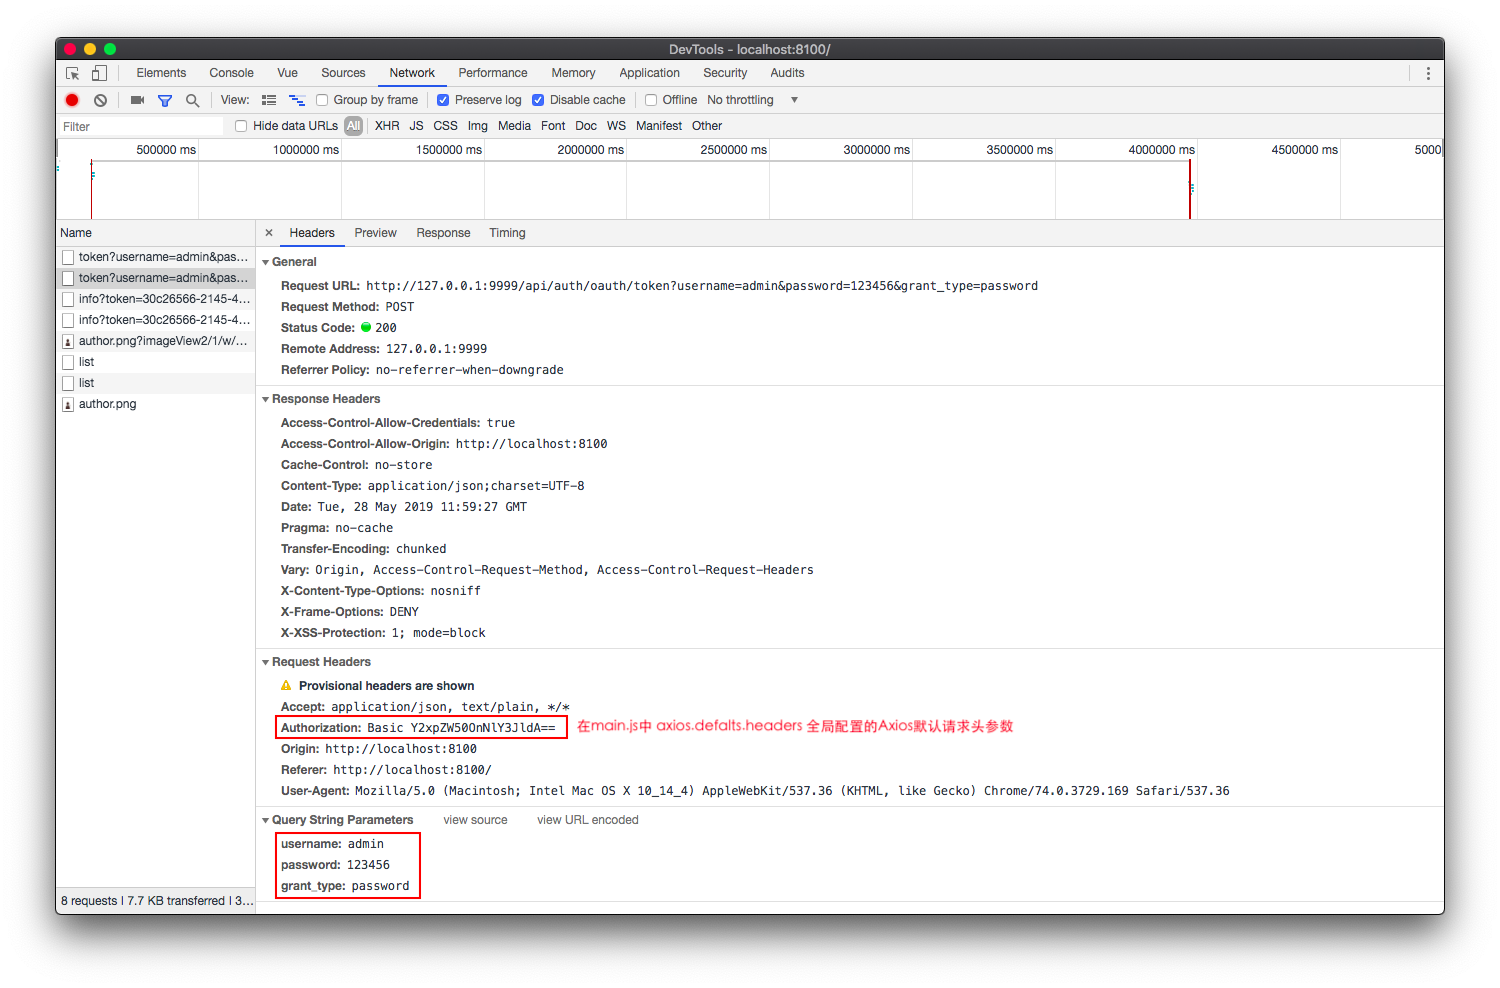 DevTools - localhost:8100/
Elements Console Vue Sources Network Performance Memory Application Security Audits
View: Group by frame Preserve log Disable cache Offline No throttling
Filter Hide data URLs All XHR JS CSS Img Media Font Doc WS Manifest Other
500000 ms 1000000 ms 1500000 ms 2000000 ms 2500000 ms 3000000 ms 3500000 ms 4000000 ms 4500000 ms 5000
Name
token?username=admin&pas...
token?username=admin&pas...
info?token=30c26566-2145-4...
info?token=30c26566-2145-4...
author.png?imageView2/1/w/...
list
list
author.png
8 requests | 7.7 KB transferred | 3...
× Headers Preview Response Timing
General
Request URL: http://127.0.0.1:9999/api/auth/oauth/token?username=admin&password=123456&grant_type=password
Request Method: POST
Status Code: 200
Remote Address: 127.0.0.1:9999
Referrer Policy: no-referrer-when-downgrade
Response Headers
Access-Control-Allow-Credentials: true
Access-Control-Allow-Origin: http://localhost:8100
Cache-Control: no-store
Content-Type: application/json;charset=UTF-8
Date: Tue, 28 May 2019 11:59:27 GMT
Pragma: no-cache
Transfer-Encoding: chunked
Vary: Origin, Access-Control-Request-Method, Access-Control-Request-Headers
X-Content-Type-Options: nosniff
X-Frame-Options: DENY
X-XSS-Protection: 1; mode=block
Request Headers
Provisional headers are shown
Accept: application/json, text/plain, */*
Authorization: Basic Y2xpZW50OnNlY3JldA== 在main.js中 axios.defalts.headers 全局配置的Axios默认请求头参数
Origin: http://localhost:8100
Referer: http://localhost:8100/
User-Agent: Mozilla/5.0 (Macintosh; Intel Mac OS X 10_14_4) AppleWebKit/537.36 (KHTML, like Gecko) Chrome/74.0.3729.169 Safari/537.36
Query String Parameters view source view URL encoded
username: admin
password: 123456
grant_type: password